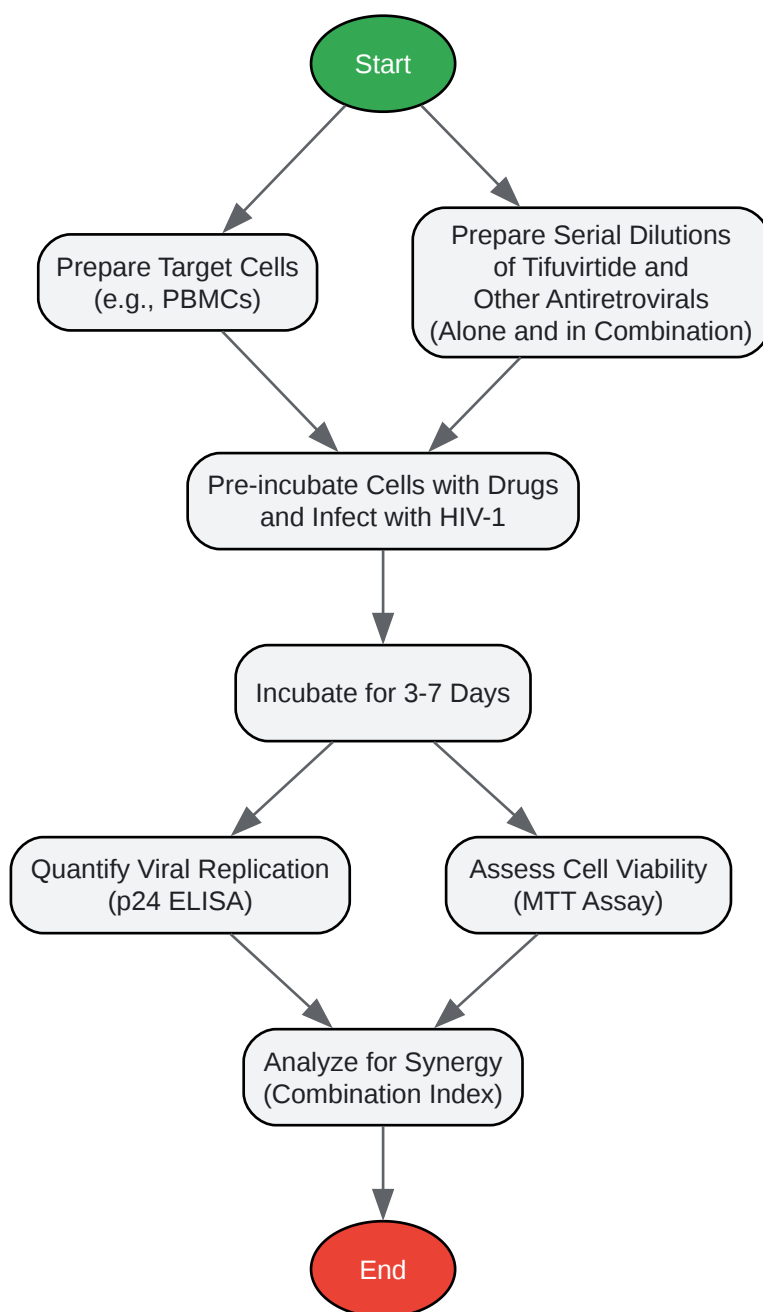 Start
Prepare Target Cells
(e.g., PBMCs)
Prepare Serial Dilutions
of Tifuvirtide and
Other Antiretrovirals
(Alone and in Combination)
Pre-incubate Cells with Drugs
and Infect with HIV-1
Incubate for 3-7 Days
Quantify Viral Replication
(p24 ELISA)
Assess Cell Viability
(MTT Assay)
Analyze for Synergy
(Combination Index)
End